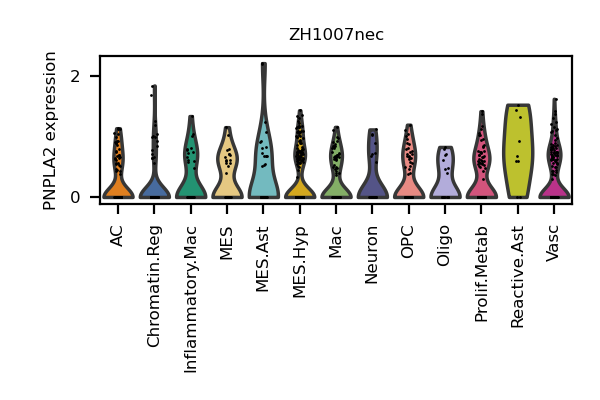 ZH1007nec
PNPLA2 expression
2
0
AC
Chromatin.Reg
Inflammatory.Mac
MES
MES.Ast
MES.Hyp
Mac
Neuron
OPC
Oligo
Prolif.Metab
Reactive.Ast
Vasc